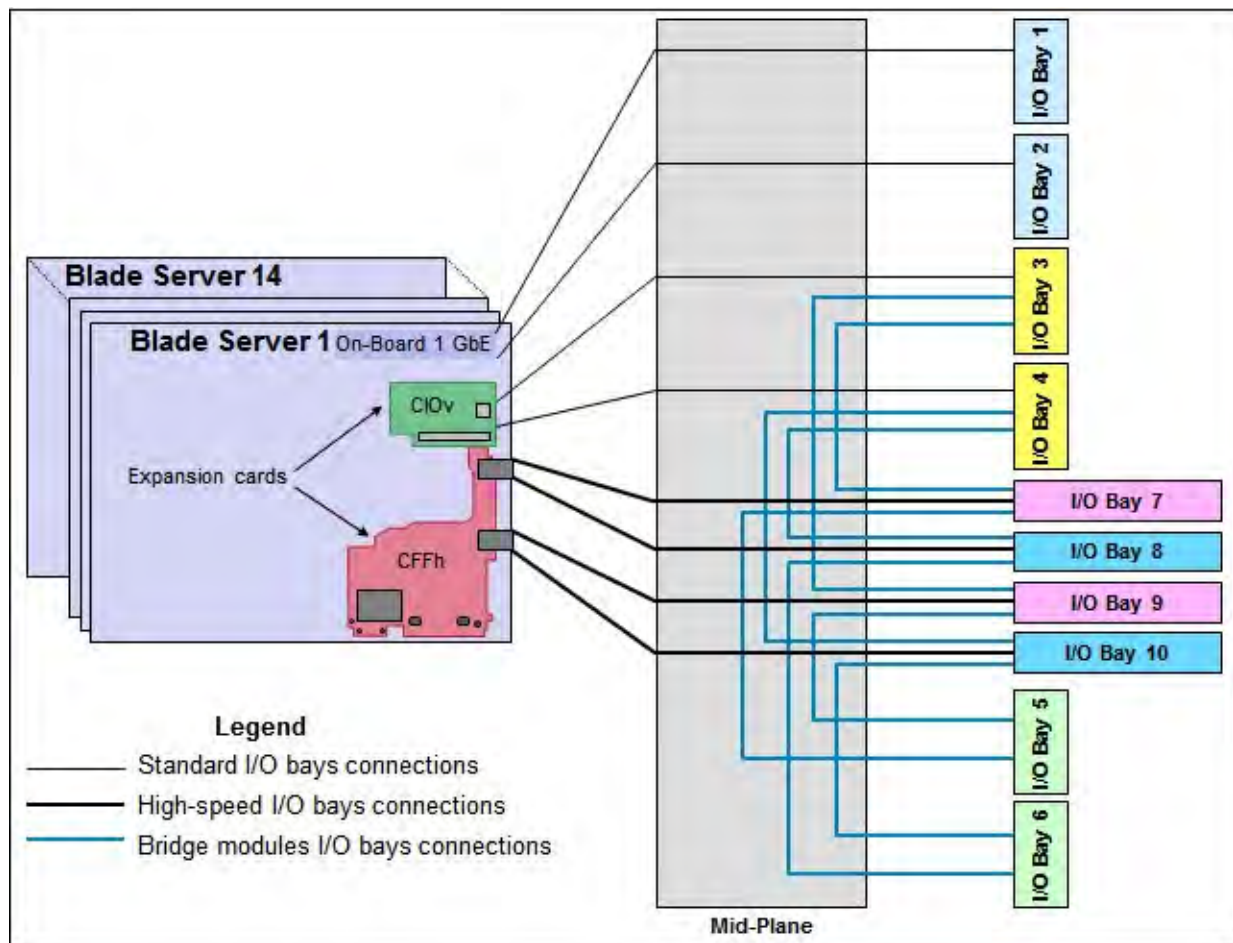 Blade Server 14
Blade Server 1 On-Board 1 GbE
CIOv
Expansion cards
CFFh
Legend
Standard I/O bays connections
High-speed I/O bays connections
Bridge modules I/O bays connections
Mid-Plane
I/O Bay 1
I/O Bay 2
I/O Bay 3
I/O Bay 4
I/O Bay 7
I/O Bay 8
I/O Bay 9
I/O Bay 10
I/O Bay 5
I/O Bay 6